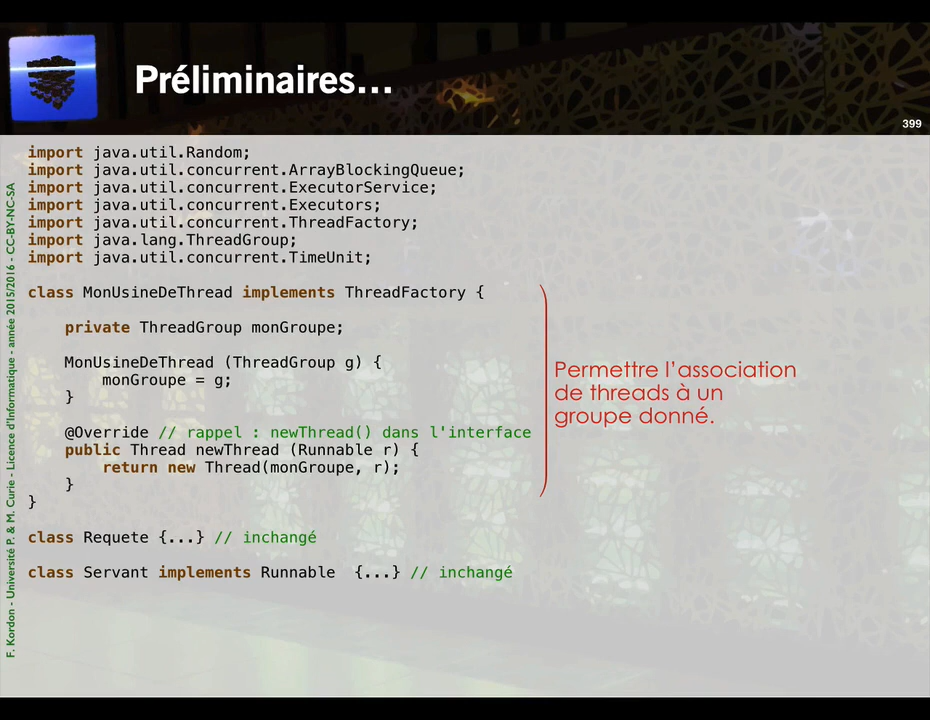 Préliminaires...
399
import java.util.Random;
import java.util.concurrent.ArrayBlockingQueue;
import java.util.concurrent.ExecutorService;
import java.util.concurrent.Executors;
import java.util.concurrent.ThreadFactory;
import java.lang.ThreadGroup;
import java.util.concurrent.TimeUnit;
class MonUsineDeThread implements ThreadFactory {
private ThreadGroup monGroupe;
MonUsineDeThread (ThreadGroup g) {
monGroupe = g;
}
@Override // rappel : newThread() dans l'interface
public Thread newThread (Runnable r) {
return new Thread(monGroupe, r);
}
}
Permettre l'association
de threads à un
groupe donné.
class Requete {...} // inchangé
class Servant implements Runnable {...} // inchangé
F. Kordon - Université P. & M. Curie - Licence d'Informatique - année 2015/2016 - CC-BY-NC-SA